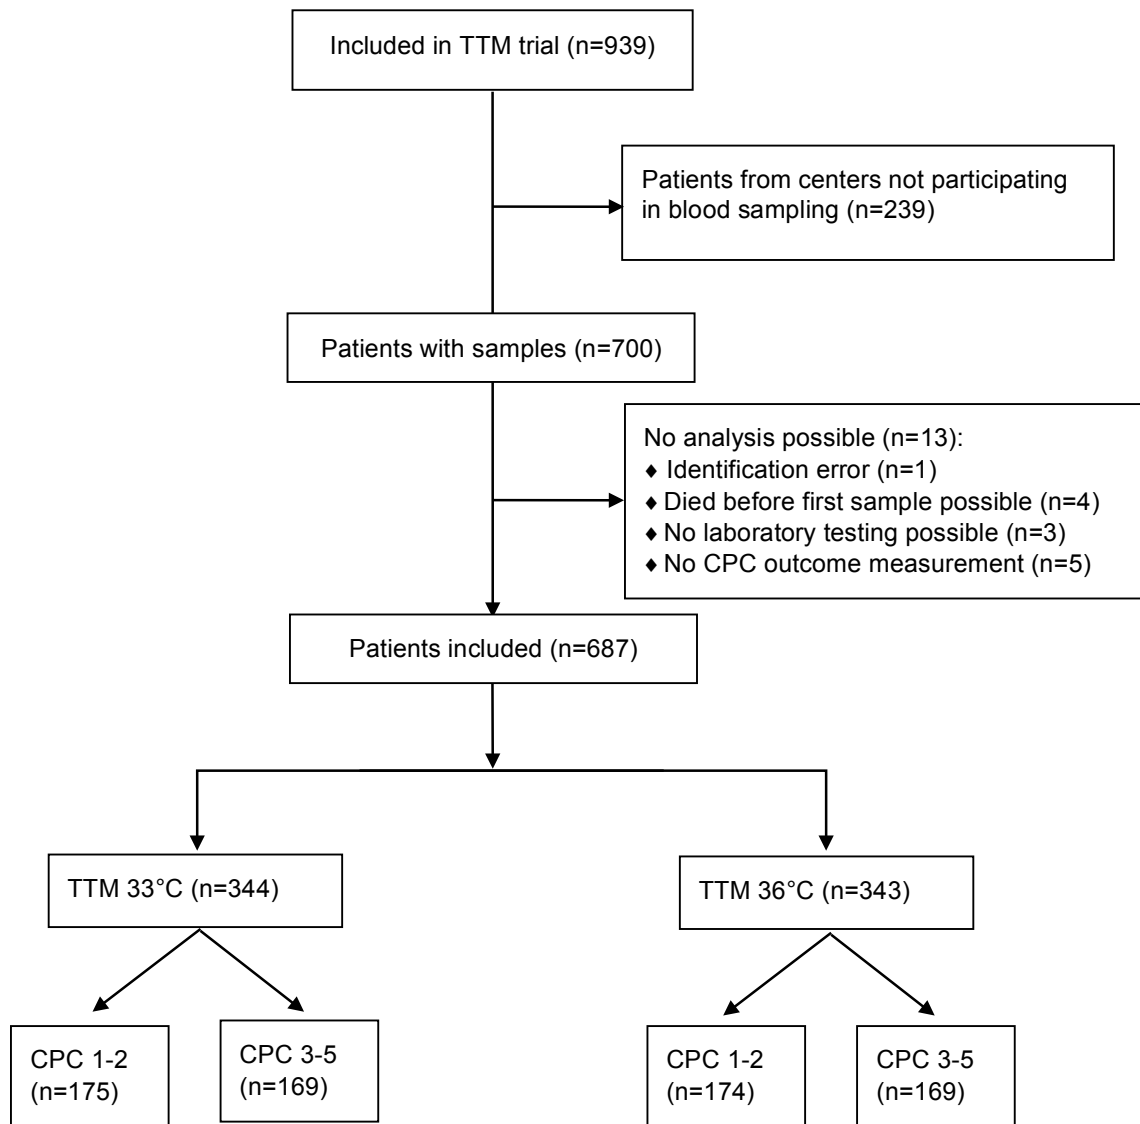 Included in TTM trial (n=939)
Patients from centers not participating
in blood sampling (n=239)
Patients with samples (n=700)
No analysis possible (n=13):
♦ Identification error (n=1)
♦ Died before first sample possible (n=4)
♦ No laboratory testing possible (n=3)
♦ No CPC outcome measurement (n=5)
Patients included (n=687)
TTM 33°C (n=344)
TTM 36°C (n=343)
CPC 1-2
(n=175)
CPC 3-5
(n=169)
CPC 1-2
(n=174)
CPC 3-5
(n=169)